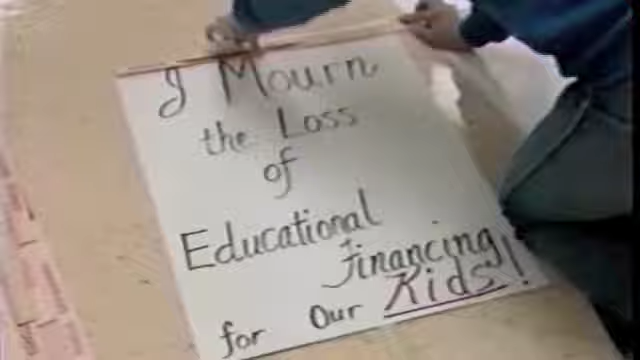 I Mourn
the Loss
of
Educational
Financing
for Our Kids!